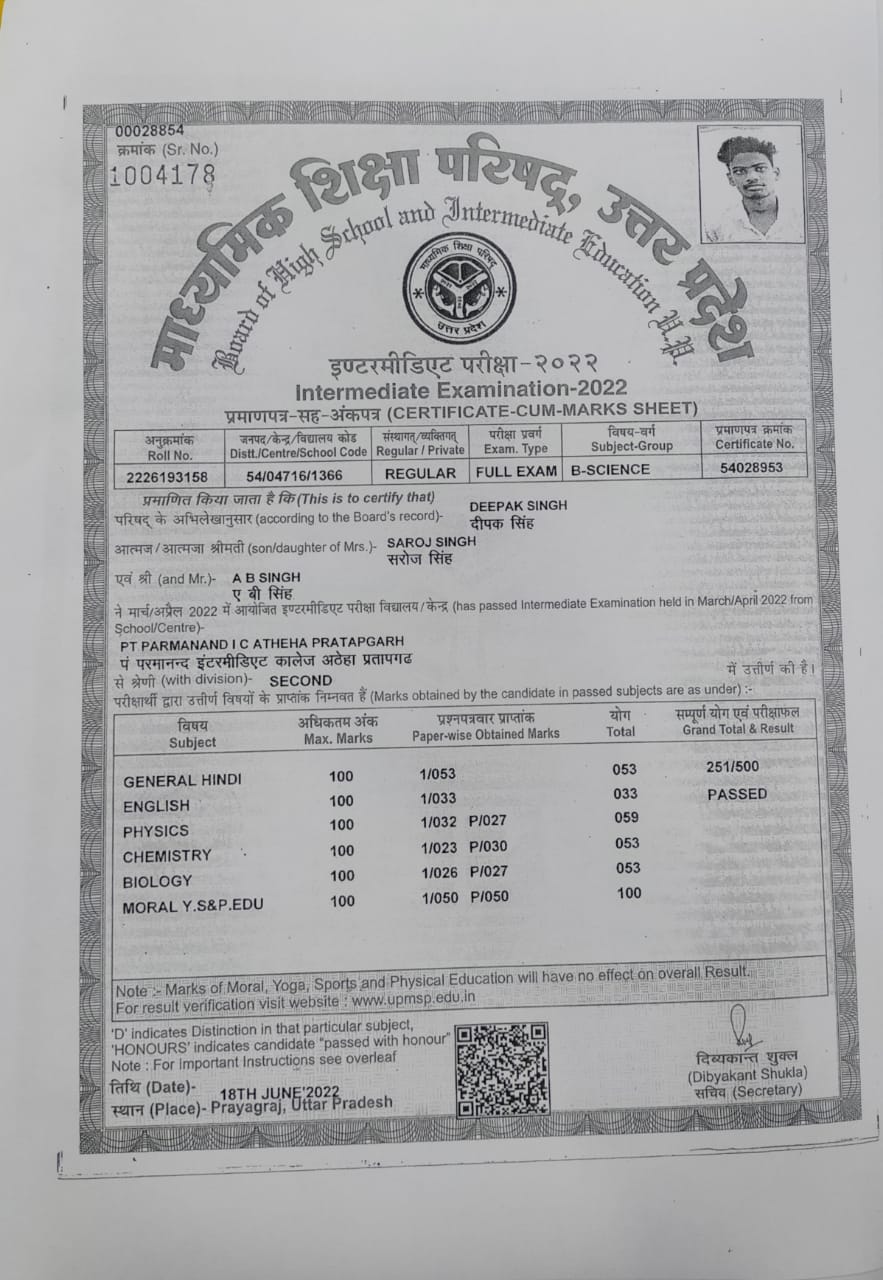 00028854
क्रमांक (Sr. No.)
1004178
माध्यमिक शिक्षा परिषद्, उत्तर प्रदेश
Board of High School and Intermediate Education U.P.
माध्यमिक शिक्षा परिषद्
उत्तर प्रदेश
इण्टरमीडिएट परीक्षा-२०२२
Intermediate Examination-2022
प्रमाणपत्र-सह-अंकपत्र (CERTIFICATE-CUM-MARKS SHEET)
अनुक्रमांक जनपद/केन्द्र/विद्यालय कोड संस्थागत/व्यक्तिगत् परीक्षा प्रवर्ग विषय-वर्ग प्रमाणपत्र क्रमांक
Roll No. Distt./Centre/School Code Regular / Private Exam. Type Subject-Group Certificate No.
2226193158 54/04716/1366 REGULAR FULL EXAM B-SCIENCE 54028953
प्रमाणित किया जाता है कि (This is to certify that)
DEEPAK SINGH
परिषद् के अभिलेखानुसार (according to the Board's record)- दीपक सिंह
SAROJ SINGH
आत्मज/आत्मजा श्रीमती (son/daughter of Mrs.)- सरोज सिंह
एवं श्री (and Mr.)- A B SINGH
ए बी सिंह
ने मार्च/अप्रैल 2022 में आयोजित इण्टरमीडिएट परीक्षा विद्यालय/केन्द्र (has passed Intermediate Examination held in March/April 2022 from
School/Centre)-
PT PARMANAND I C ATHEHA PRATAPGARH
पं परमानन्द इंटरमीडिएट कालेज अठेहा प्रतापगढ
से श्रेणी (with division)- SECOND में उत्तीर्ण की है।
परीक्षार्थी द्वारा उत्तीर्ण विषयों के प्राप्तांक निम्नवत हैं (Marks obtained by the candidate in passed subjects are as under) :-
विषय अधिकतम अंक प्रश्नपत्रवार प्राप्तांक योग सम्पूर्ण योग एवं परीक्षाफल
Subject Max. Marks Paper-wise Obtained Marks Total Grand Total & Result
GENERAL HINDI 100 1/053 053 251/500
ENGLISH 100 1/033 033 PASSED
PHYSICS 100 1/032 P/027 059
CHEMISTRY 100 1/023 P/030 053
BIOLOGY 100 1/026 P/027 053
MORAL Y.S&P.EDU 100 1/050 P/050 100
Note :- Marks of Moral, Yoga, Sports and Physical Education will have no effect on overall Result.
For result verification visit website : www.upmsp.edu.in
'D' indicates Distinction in that particular subject,
'HONOURS' indicates candidate “passed with honour”
Note : For Important Instructions see overleaf
तिथि (Date)- 18TH JUNE'2022
स्थान (Place)- Prayagraj, Uttar Pradesh
दिब्यकान्त शुक्ल
(Dibyakant Shukla)
सचिव (Secretary)